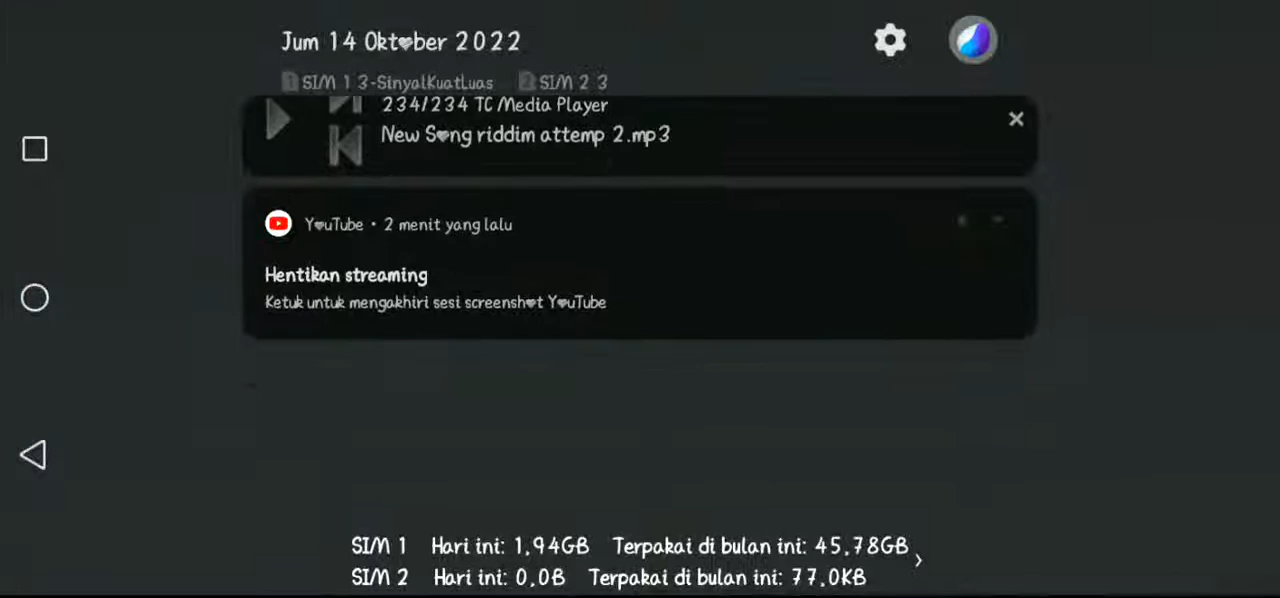 Jum 14 Oktober 2022
1 SIM 1 3-SinyalKuatLuas 2 SIM 2 3
234/234 TC Media Player
New Song riddim attemp 2.mp3
YouTube • 2 menit yang lalu
Hentikan streaming
Ketuk untuk mengakhiri sesi screenshot YouTube
SIM 1 Hari ini: 1,94GB Terpakai di bulan ini: 45,78GB
SIM 2 Hari ini: 0,0B Terpakai di bulan ini: 77,0KB